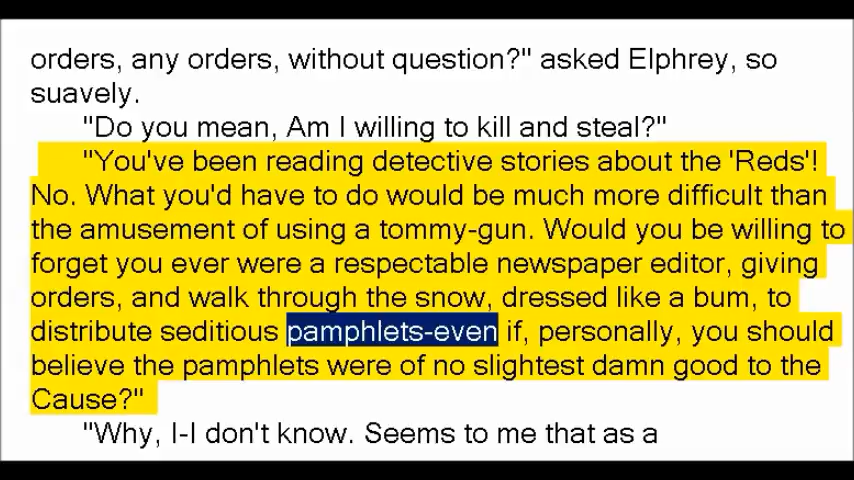 orders, any orders, without question?" asked Elphrey, so
suavely.
"Do you mean, Am I willing to kill and steal?"
"You've been reading detective stories about the 'Reds'!
No. What you'd have to do would be much more difficult than
the amusement of using a tommy-gun. Would you be willing to
forget you ever were a respectable newspaper editor, giving
orders, and walk through the snow, dressed like a bum, to
distribute seditious pamphlets-even if, personally, you should
believe the pamphlets were of no slightest damn good to the
Cause?"
"Why, I-I don't know. Seems to me that as a